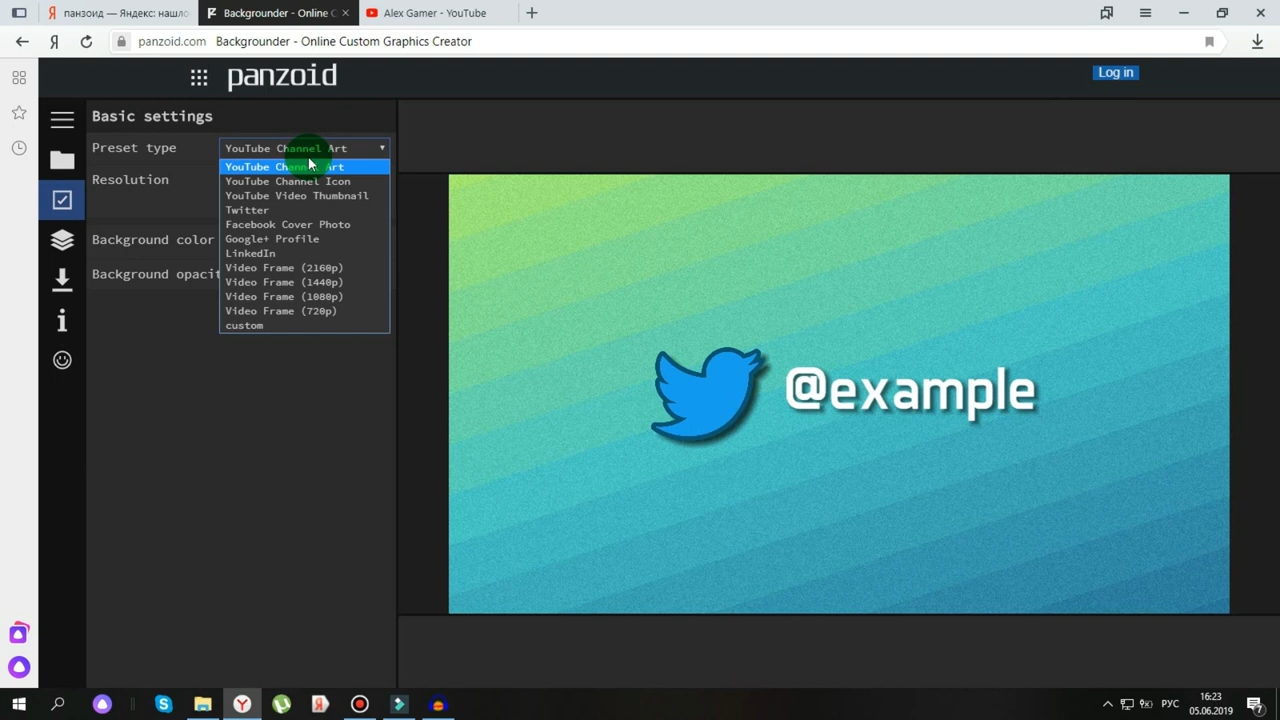 панзоид — Яндекс: нашло
Backgrounder - Online C
Alex Gamer - YouTube
panzoid.com Backgrounder - Online Custom Graphics Creator
panzoid
Log in
Basic settings
Preset type
YouTube Channel Art
YouTube Channel Art
Resolution
YouTube Channel Icon
YouTube Video Thumbnail
Twitter
Facebook Cover Photo
Background color
Google+ Profile
LinkedIn
Background opacit
Video Frame (2160p)
Video Frame (1440p)
Video Frame (1080p)
Video Frame (720p)
custom
@example
РУС
16:23
05.06.2019
7